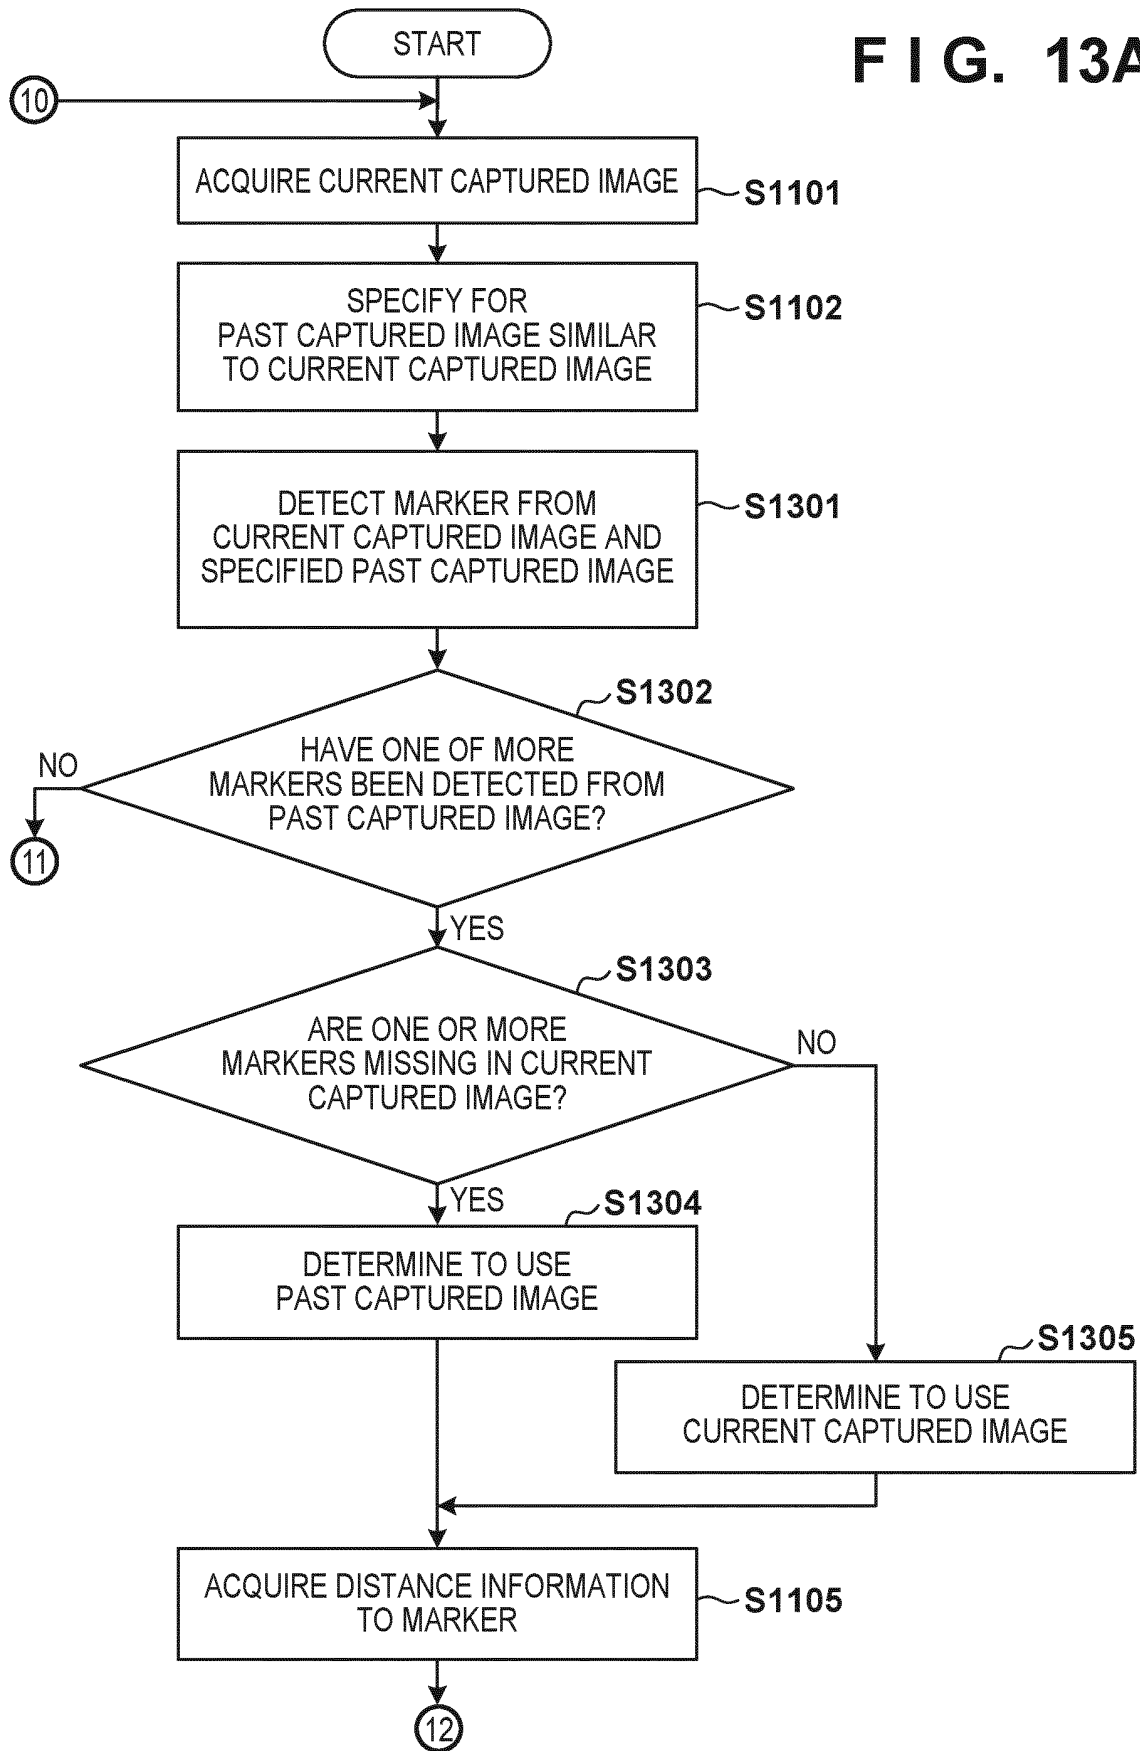 START
F I G. 13A
10
ACQUIRE CURRENT CAPTURED IMAGE
S1101
SPECIFY FOR
PAST CAPTURED IMAGE SIMILAR
TO CURRENT CAPTURED IMAGE
S1102
DETECT MARKER FROM
CURRENT CAPTURED IMAGE AND
SPECIFIED PAST CAPTURED IMAGE
S1301
S1302
HAVE ONE OF MORE
MARKERS BEEN DETECTED FROM
PAST CAPTURED IMAGE?
NO
11
YES
S1303
ARE ONE OR MORE
MARKERS MISSING IN CURRENT
CAPTURED IMAGE?
NO
YES
S1304
DETERMINE TO USE
PAST CAPTURED IMAGE
S1305
DETERMINE TO USE
CURRENT CAPTURED IMAGE
ACQUIRE DISTANCE INFORMATION
TO MARKER
S1105
12